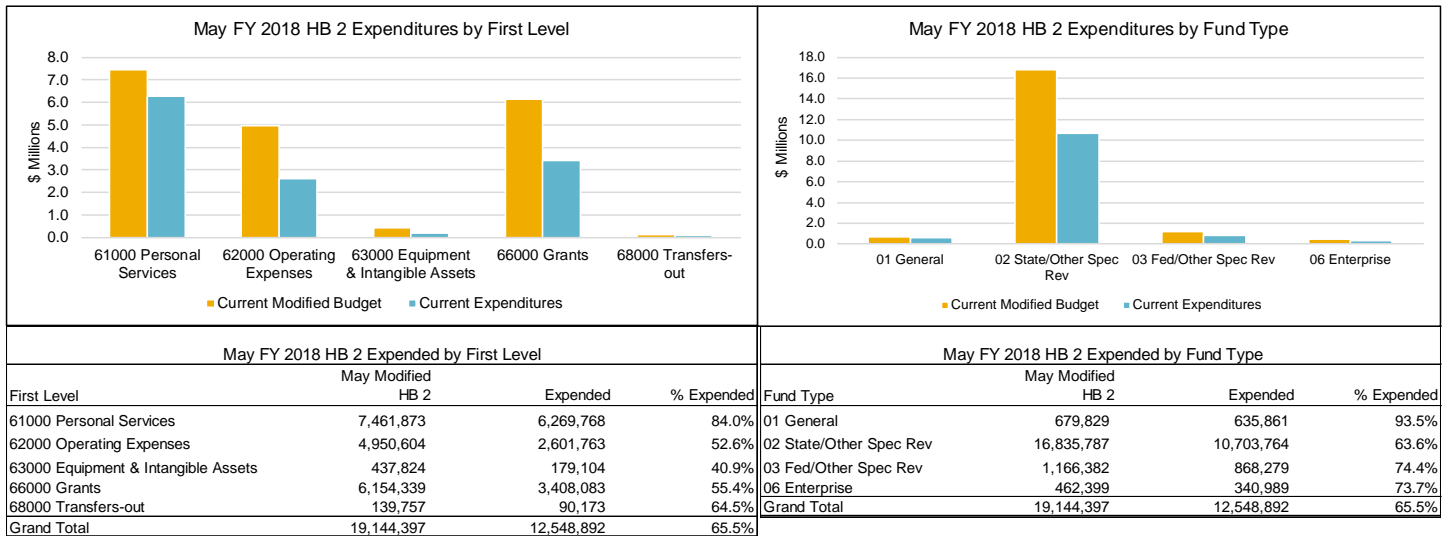 May FY 2018 HB 2 Expenditures by First Level
$ Millions
8.0
7.0
6.0
5.0
4.0
3.0
2.0
1.0
0.0
61000 Personal Services
62000 Operating Expenses
63000 Equipment & Intangible Assets
66000 Grants
68000 Transfers-out
Current Modified Budget Current Expenditures
May FY 2018 HB 2 Expenditures by Fund Type
$ Millions
18.0
16.0
14.0
12.0
10.0
8.0
6.0
4.0
2.0
0.0
01 General
02 State/Other Spec Rev
03 Fed/Other Spec Rev
06 Enterprise
Current Modified Budget Current Expenditures
May FY 2018 HB 2 Expended by First Level
May Modified
First Level HB 2 Expended % Expended
61000 Personal Services 7,461,873 6,269,768 84.0%
62000 Operating Expenses 4,950,604 2,601,763 52.6%
63000 Equipment & Intangible Assets 437,824 179,104 40.9%
66000 Grants 6,154,339 3,408,083 55.4%
68000 Transfers-out 139,757 90,173 64.5%
Grand Total 19,144,397 12,548,892 65.5%
May FY 2018 HB 2 Expended by Fund Type
May Modified
Fund Type HB 2 Expended % Expended
01 General 679,829 635,861 93.5%
02 State/Other Spec Rev 16,835,787 10,703,764 63.6%
03 Fed/Other Spec Rev 1,166,382 868,279 74.4%
06 Enterprise 462,399 340,989 73.7%
Grand Total 19,144,397 12,548,892 65.5%